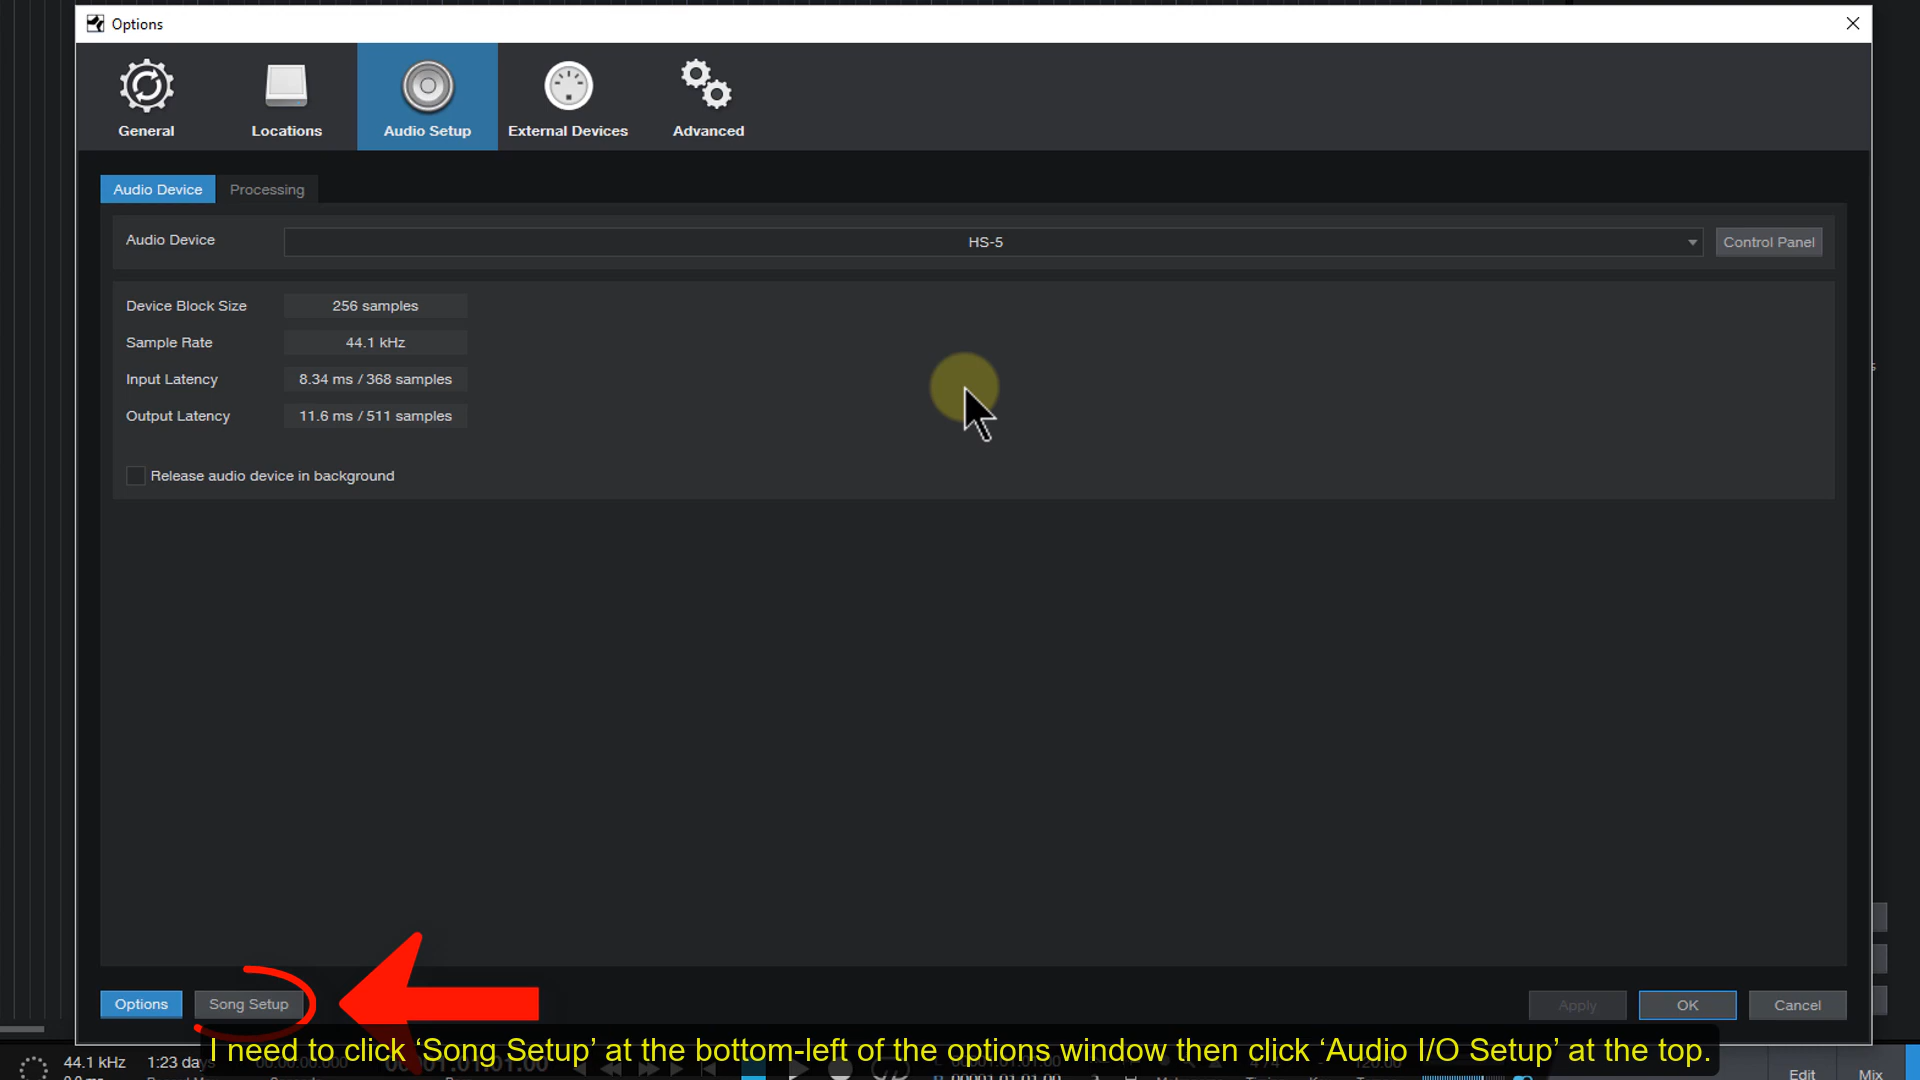 Options
General
Locations
Audio Setup
External Devices
Advanced
Audio Device
Processing
Audio Device
HS-5
Control Panel
Device Block Size
256 samples
Sample Rate
44.1 kHz
Input Latency
8.34 ms / 368 samples
Output Latency
11.6 ms / 511 samples
Release audio device in background
Options
Song Setup
Apply
OK
Cancel
I need to click ‘Song Setup’ at the bottom-left of the options window then click ‘Audio I/O Setup’ at the top.
44.1 kHz
1:23 days
Edit
Mix